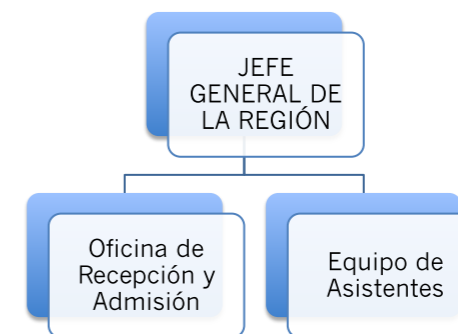 JEFE
GENERAL DE
LA REGIÓN
Oficina de
Recepción y
Admisión
Equipo de
Asistentes